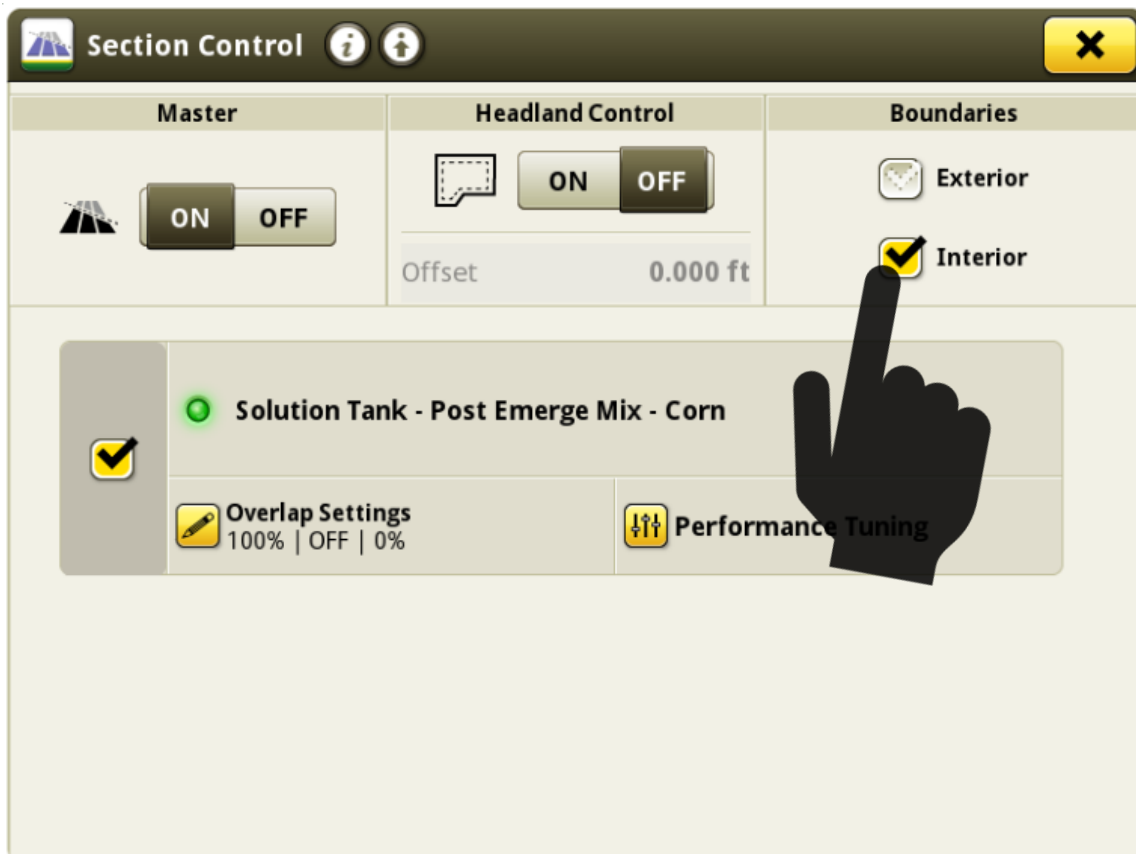 Section Control
Master
Headland Control
Boundaries
ON OFF
ON OFF
Offset 0.000 ft
Exterior
Interior
Solution Tank - Post Emerge Mix - Corn
Overlap Settings
100% | OFF | 0%
Performance Tuning